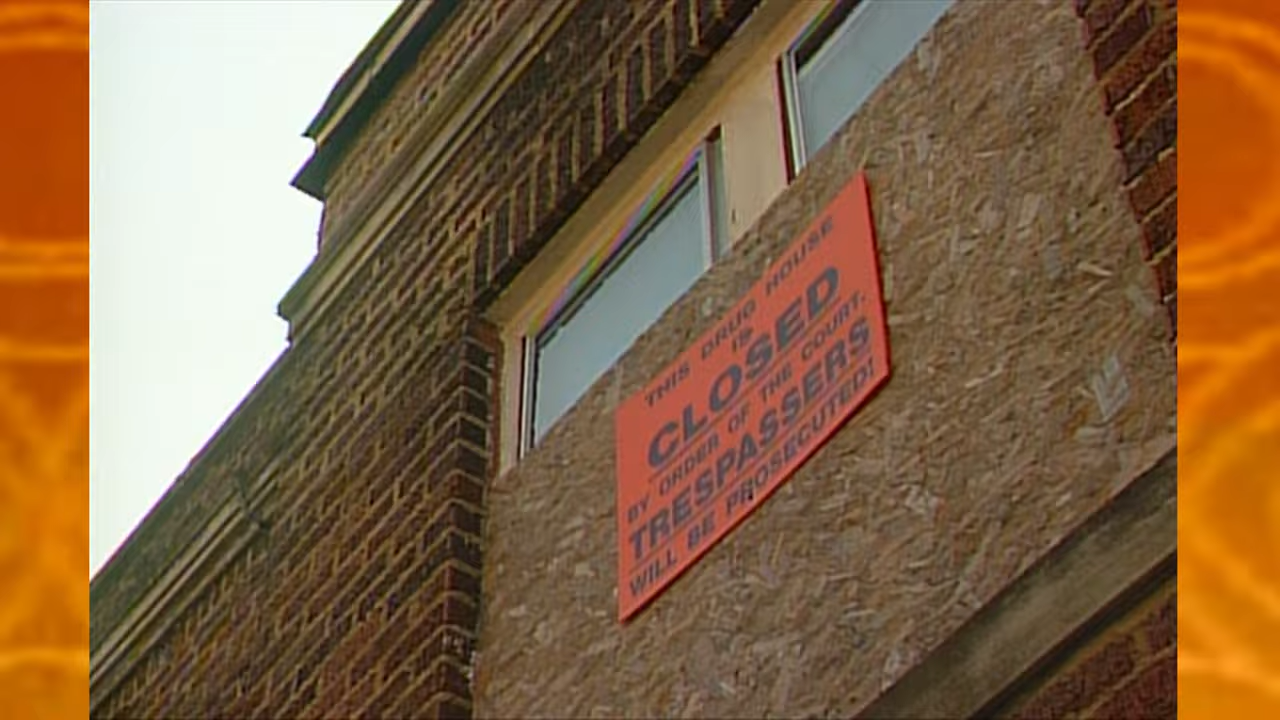 THIS DRUG HOUSE
IS
CLOSED
BY ORDER OF THE COURT.
TRESPASSERS
WILL BE PROSECUTED!